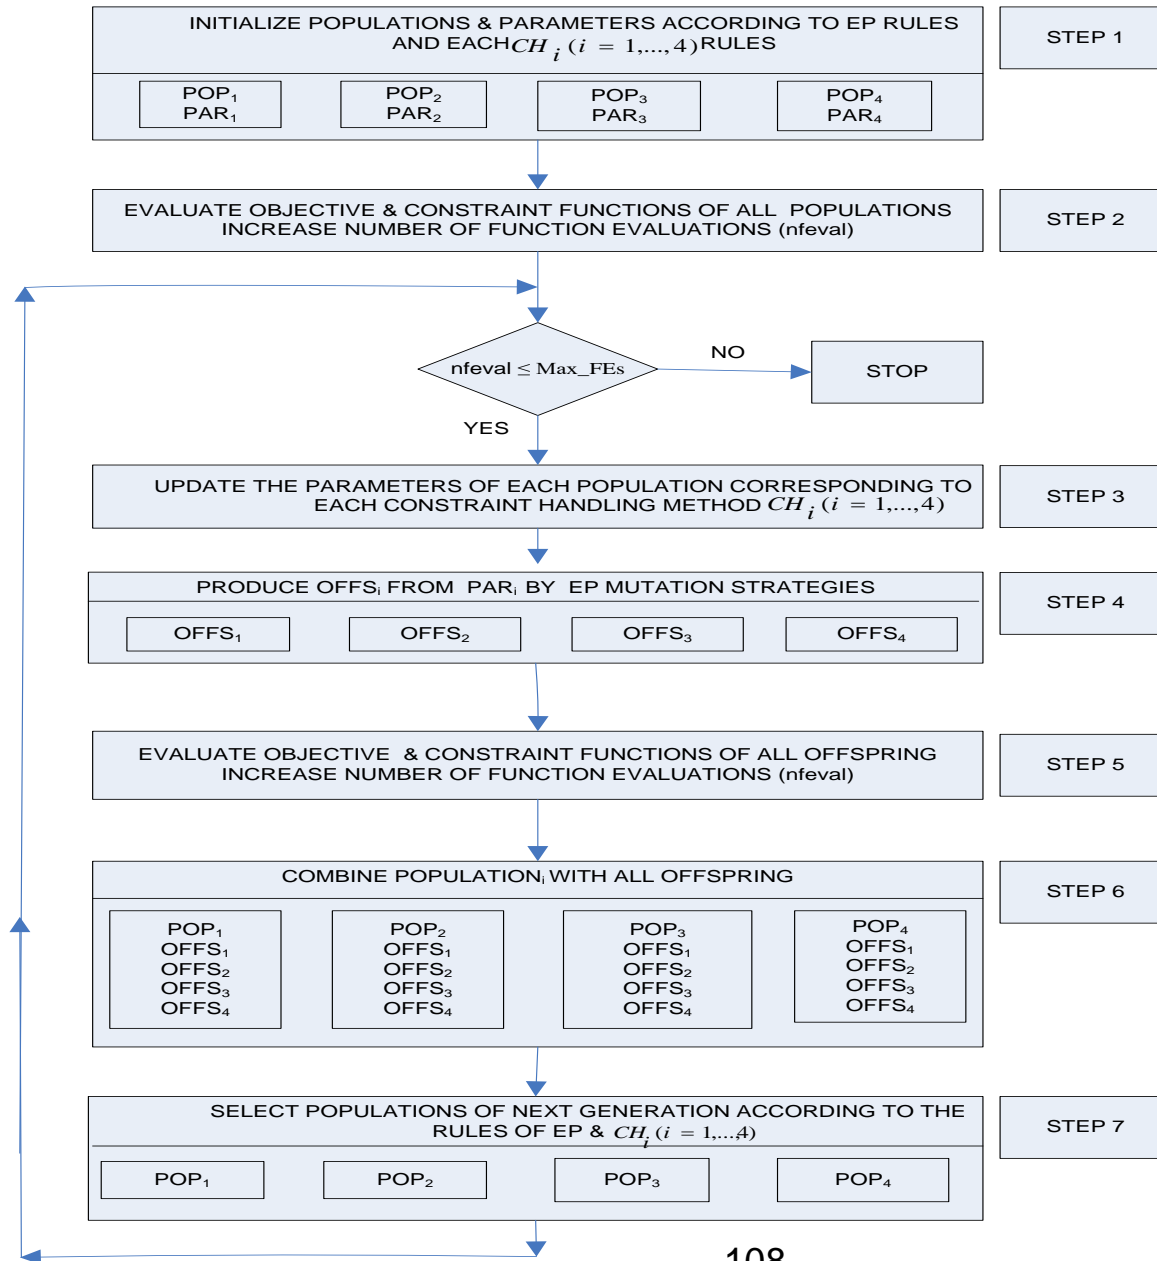 INITIALIZE POPULATIONS & PARAMETERS ACCORDING TO EP RULES
AND EACH CH i (i = 1,..., 4) RULES
STEP 1
POP1
PAR1
POP2
PAR2
POP3
PAR3
POP4
PAR4
EVALUATE OBJECTIVE & CONSTRAINT FUNCTIONS OF ALL POPULATIONS
INCREASE NUMBER OF FUNCTION EVALUATIONS (nfeval)
STEP 2
nfeval ≤ Max_FEs
NO
STOP
YES
UPDATE THE PARAMETERS OF EACH POPULATION CORRESPONDING TO
EACH CONSTRAINT HANDLING METHOD CH i (i = 1,..., 4)
STEP 3
PRODUCE OFFSi FROM PARi BY EP MUTATION STRATEGIES
STEP 4
OFFS1
OFFS2
OFFS3
OFFS4
EVALUATE OBJECTIVE & CONSTRAINT FUNCTIONS OF ALL OFFSPRING
INCREASE NUMBER OF FUNCTION EVALUATIONS (nfeval)
STEP 5
COMBINE POPULATIONi WITH ALL OFFSPRING
STEP 6
POP1
OFFS1
OFFS2
OFFS3
OFFS4
POP2
OFFS1
OFFS2
OFFS3
OFFS4
POP3
OFFS1
OFFS2
OFFS3
OFFS4
POP4
OFFS1
OFFS2
OFFS3
OFFS4
SELECT POPULATIONS OF NEXT GENERATION ACCORDING TO THE
RULES OF EP & CH i (i = 1,...,4)
STEP 7
POP1
POP2
POP3
POP4
108